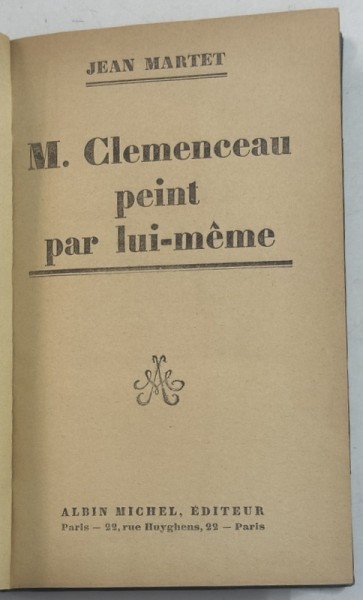 JEAN MARTET
M. Clemenceau
peint
par lui-même
ALBIN MICHEL, ÉDITEUR
Paris — 22, rue Huyghens, 22 — Paris